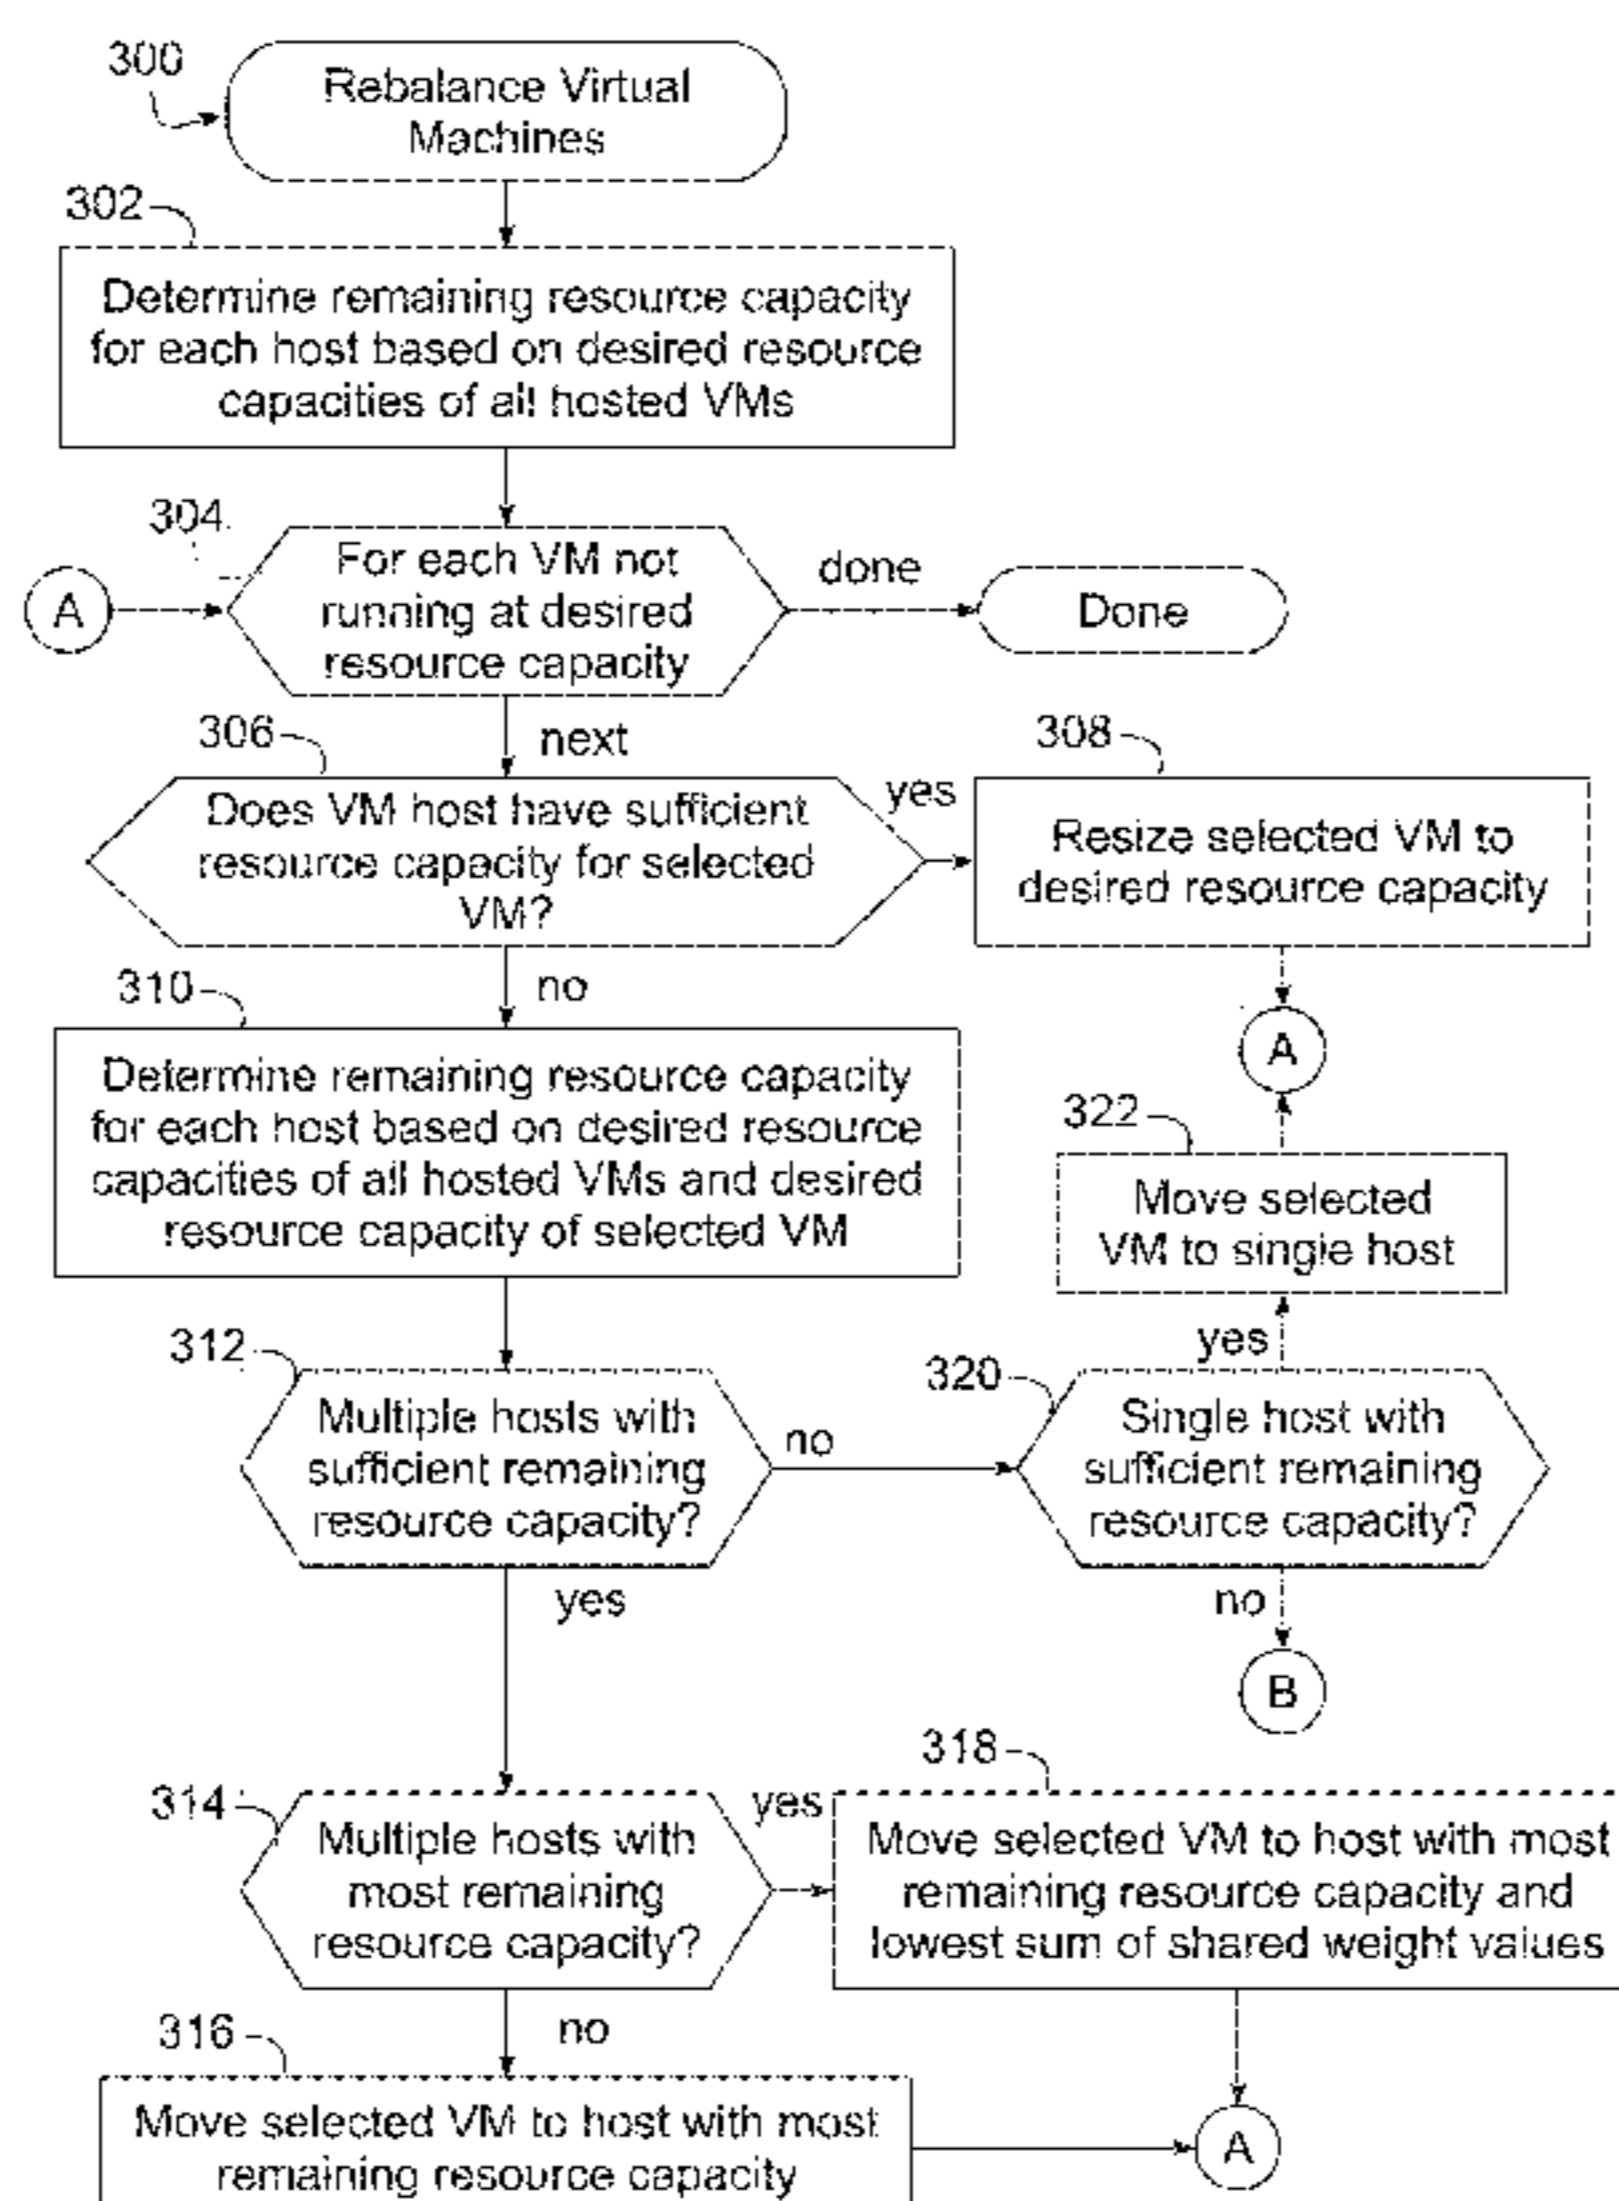 300
Rebalance Virtual
Machines
302
Determine remaining resource capacity
for each host based on desired resource
capacities of all hosted VMs
304
For each VM not
running at desired
resource capacity
A
done
Done
next
306
Does VM host have sufficient
resource capacity for selected
VM?
yes
308
Resize selected VM to
desired resource capacity
A
no
310
Determine remaining resource capacity
for each host based on desired resource
capacities of all hosted VMs and desired
resource capacity of selected VM
322
Move selected
VM to single host
yes
312
Multiple hosts with
sufficient remaining
resource capacity?
no
320
Single host with
sufficient remaining
resource capacity?
yes
no
B
314
Multiple hosts with
most remaining
resource capacity?
yes
318
Move selected VM to host with most
remaining resource capacity and
lowest sum of shared weight values
no
316
Move selected VM to host with most
remaining resource capacity
A